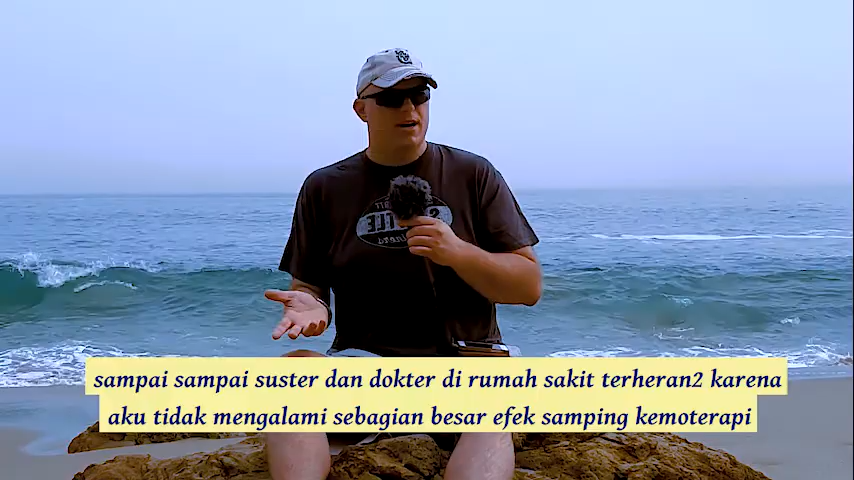 sampai sampai suster dan dokter di rumah sakit terheran2 karena
aku tidak mengalami sebagian besar efek samping kemoterapi